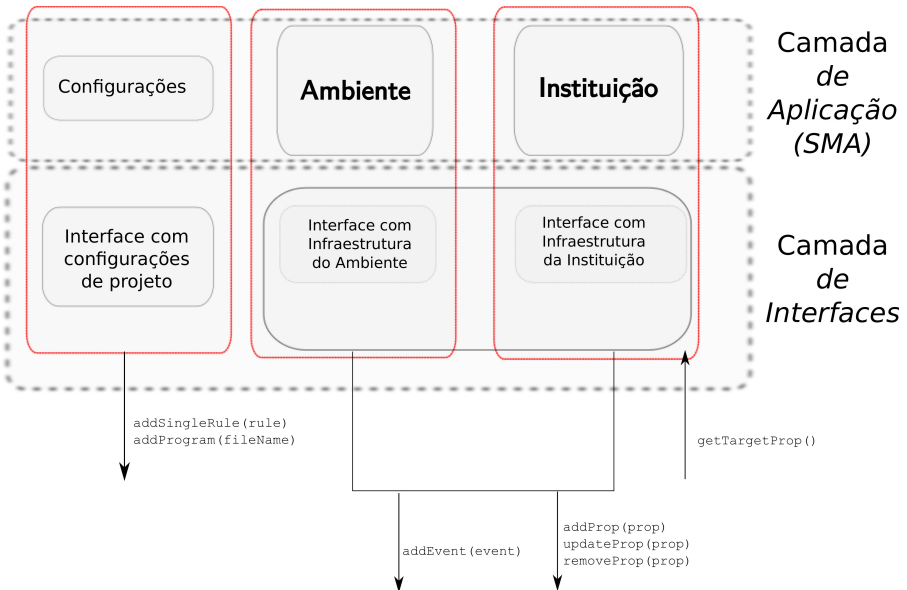 Configurações
Ambiente
Instituição
Camada
de
Aplicação
(SMA)
Interface com
configurações
de projeto
Interface com
Infraestrutura
do Ambiente
Interface com
Infraestrutura
da Instituição
Camada
de
Interfaces
addSingleRule(rule)
addProgram(fileName)
getTargetProp()
addEvent(event)
addProp(prop)
updateProp(prop)
removeProp(prop)